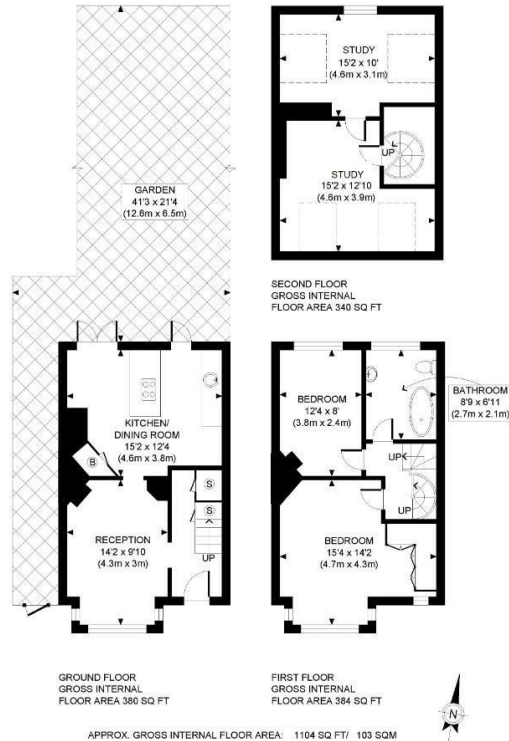 STUDY
15'2 x 10'
(4.6m x 3.1m)
UP
STUDY
15'2 x 12'10
(4.6m x 3.9m)
SECOND FLOOR
GROSS INTERNAL
FLOOR AREA 340 SQ FT
GARDEN
41'3 x 21'4
(12.6m x 6.5m)
KITCHEN/
DINING ROOM
15'2 x 12'4
(4.6m x 3.8m)
B
S
S
RECEPTION
14'2 x 9'10
(4.3m x 3m)
UP
GROUND FLOOR
GROSS INTERNAL
FLOOR AREA 380 SQ FT
BEDROOM
12'4 x 8'
(3.8m x 2.4m)
BATHROOM
8'9 x 6'11
(2.7m x 2.1m)
UP
UP
BEDROOM
15'4 x 14'2
(4.7m x 4.3m)
FIRST FLOOR
GROSS INTERNAL
FLOOR AREA 384 SQ FT
N
APPROX. GROSS INTERNAL FLOOR AREA: 1104 SQ FT/ 103 SQM